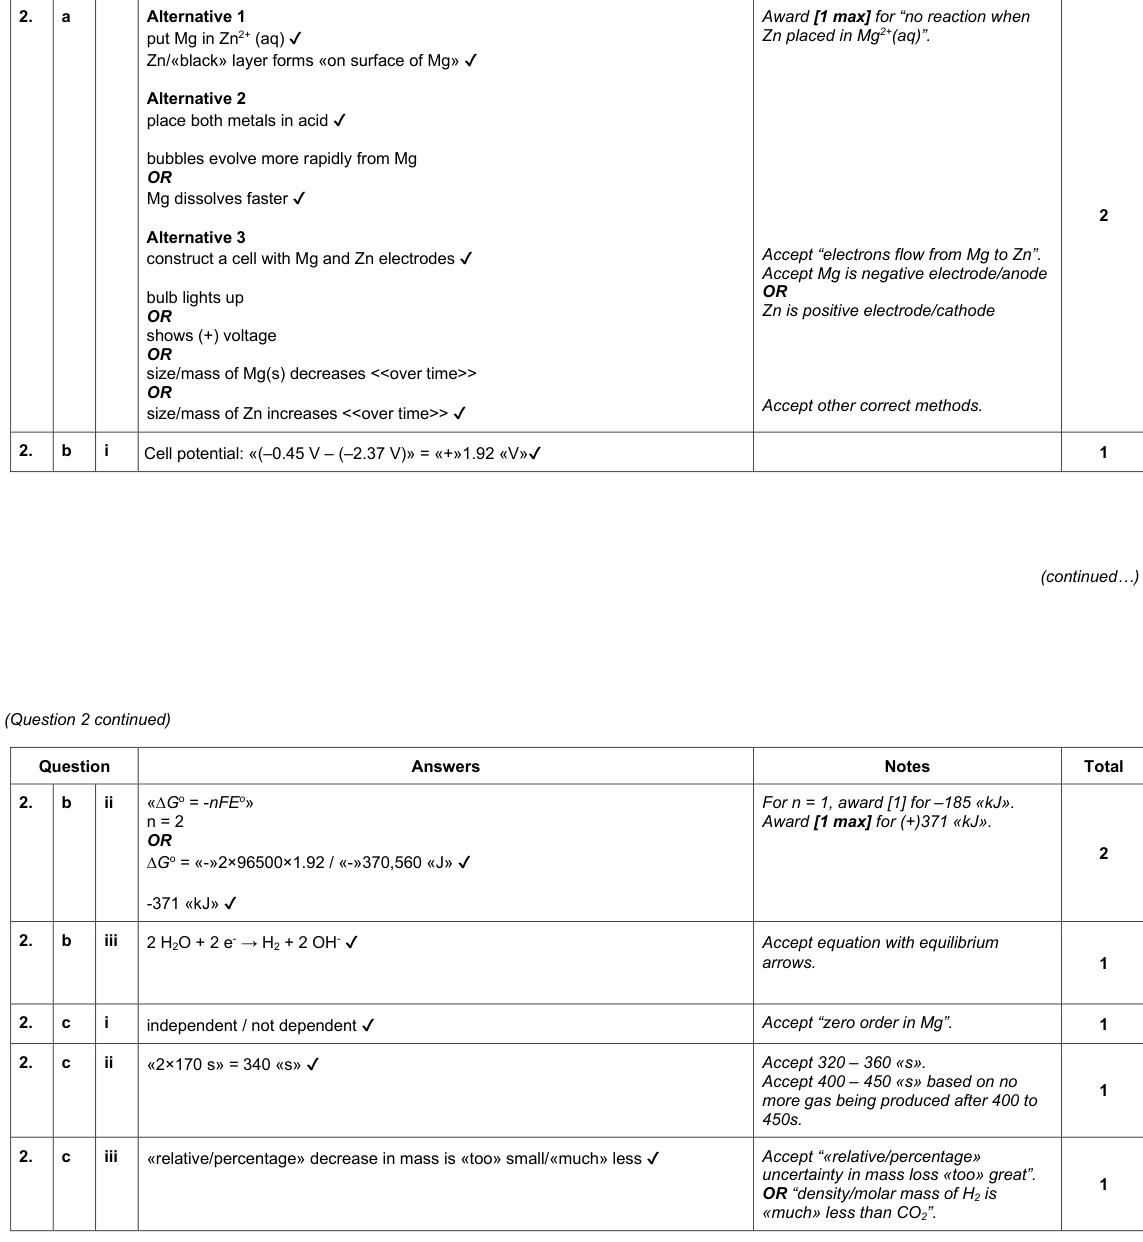 2. a Alternative 1
put Mg in Zn²⁺ (aq) ✓
Zn/«black» layer forms «on surface of Mg» ✓
Alternative 2
place both metals in acid ✓
bubbles evolve more rapidly from Mg
OR
Mg dissolves faster ✓
Alternative 3
construct a cell with Mg and Zn electrodes ✓
bulb lights up
OR
shows (+) voltage
OR
size/mass of Mg(s) decreases <<over time>>
OR
size/mass of Zn increases <<over time>> ✓
Award [1 max] for “no reaction when
Zn placed in Mg²⁺(aq)”.
Accept “electrons flow from Mg to Zn”.
Accept Mg is negative electrode/anode
OR
Zn is positive electrode/cathode
Accept other correct methods.
2
2. b i Cell potential: «(–0.45 V – (–2.37 V)» = «+»1.92 «V»✓ 1
(continued…)
(Question 2 continued)
Question Answers Notes Total
2. b ii «∆G° = -nFE°»
n = 2
OR
∆G° = «-»2×96500×1.92 / «-»370,560 «J» ✓
-371 «kJ» ✓
For n = 1, award [1] for –185 «kJ».
Award [1 max] for (+)371 «kJ».
2
2. b iii 2 H₂O + 2 e⁻ → H₂ + 2 OH⁻ ✓
Accept equation with equilibrium
arrows.
1
2. c i independent / not dependent ✓ Accept “zero order in Mg”. 1
2. c ii «2×170 s» = 340 «s» ✓
Accept 320 – 360 «s».
Accept 400 – 450 «s» based on no
more gas being produced after 400 to
450s.
1
2. c iii «relative/percentage» decrease in mass is «too» small/«much» less ✓
Accept “«relative/percentage»
uncertainty in mass loss «too» great”.
OR “density/molar mass of H₂ is
«much» less than CO₂”.
1